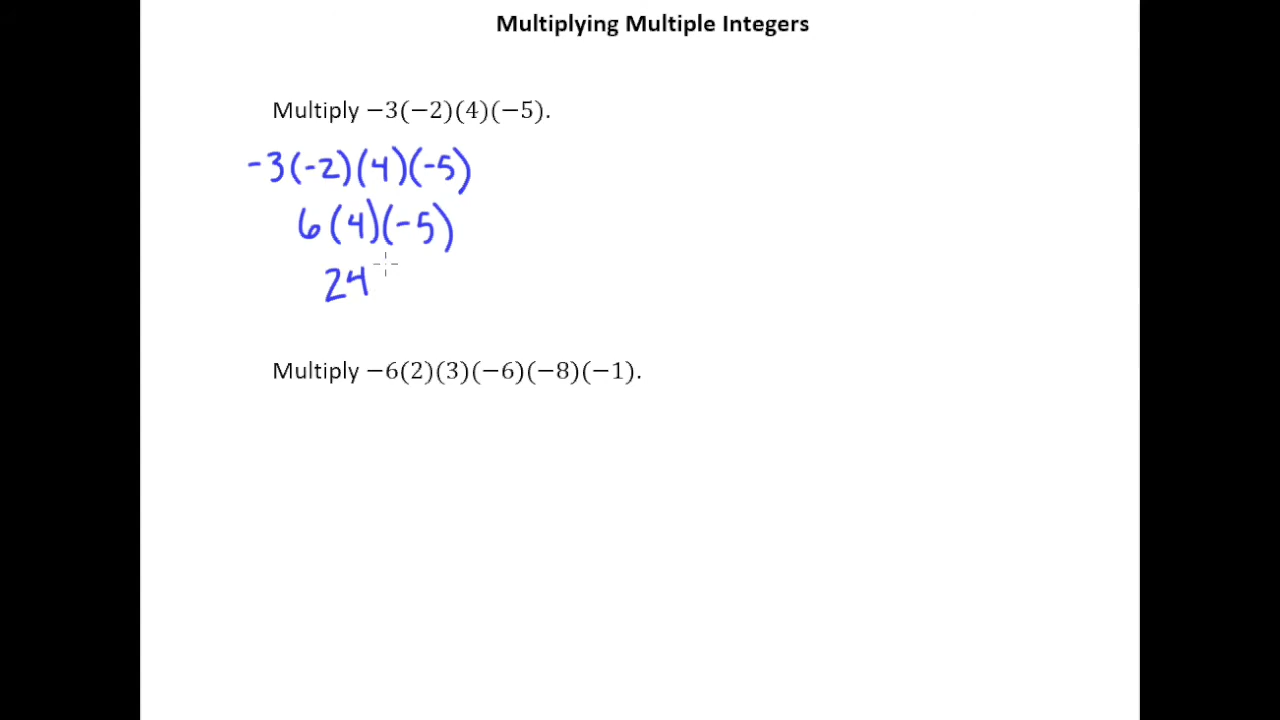 Multiplying Multiple Integers
Multiply −3(−2)(4)(−5).
-3(-2)(4)(-5)
6(4)(-5)
24
Multiply −6(2)(3)(−6)(−8)(−1).